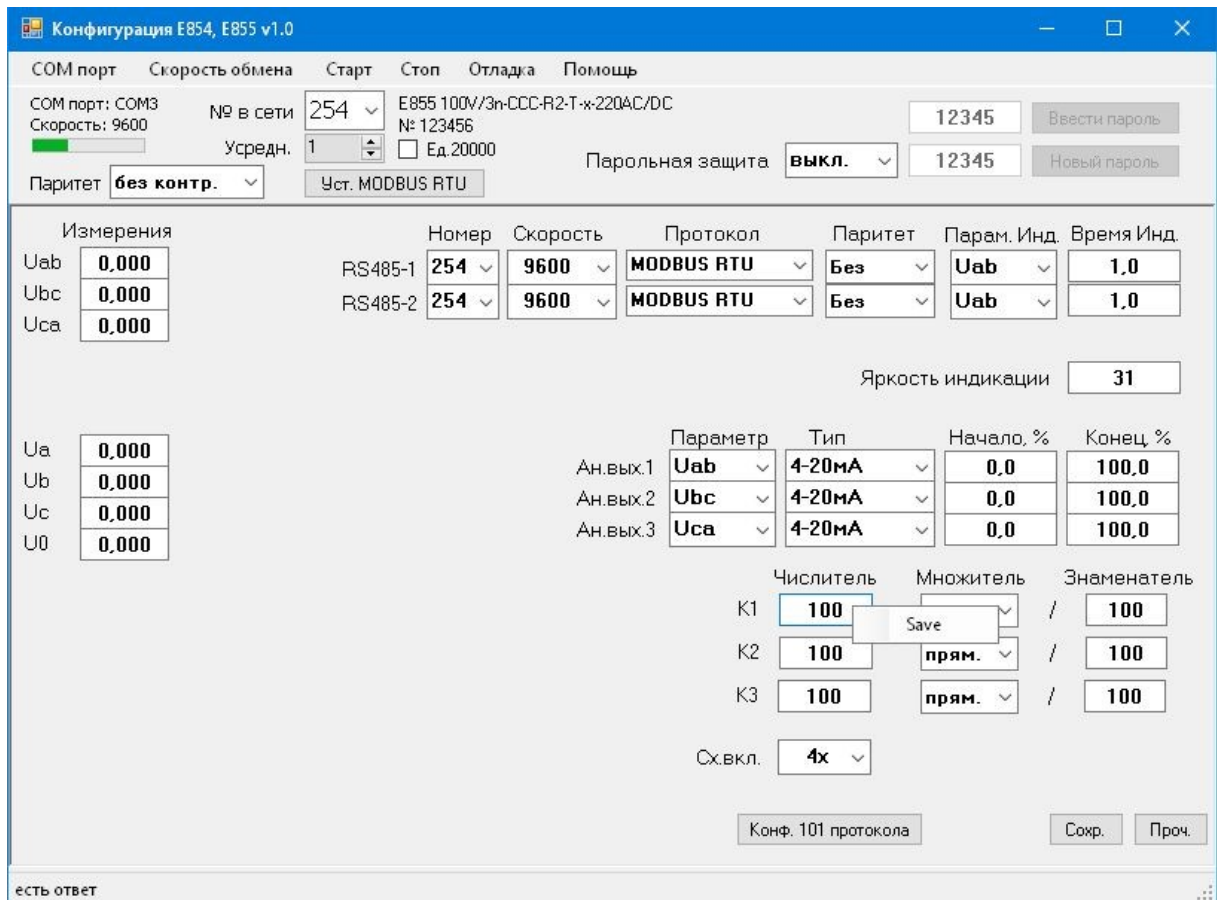 Конфигурация E854, E855 v1.0
COM порт Скорость обмена Старт Стоп Отладка Помощь
COM порт: COM3
Скорость: 9600
№ в сети 254
E855 100V/3n-CCC-R2-T-x-220AC/DC
№ 123456
Усредн. 1
Ед.20000
Парольная защита выкл.
12345 Ввести пароль
12345 Новый пароль
Паритет без контр.
Уст. MODBUS RTU
Измерения
Uab 0,000
Ubc 0,000
Uca 0,000
Номер Скорость Протокол Паритет Парам. Инд. Время Инд.
RS485-1 254 9600 MODBUS RTU Без Uab 1,0
RS485-2 254 9600 MODBUS RTU Без Uab 1,0
Яркость индикации 31
Ua 0,000
Ub 0,000
Uc 0,000
U0 0,000
Параметр Тип Начало, % Конец, %
Ан.вых.1 Uab 4-20мА 0,0 100,0
Ан.вых.2 Ubc 4-20мА 0,0 100,0
Ан.вых.3 Uca 4-20мА 0,0 100,0
Числитель Множитель Знаменатель
K1 100 / 100
Save
K2 100 прям. / 100
K3 100 прям. / 100
Сх.вкл. 4x
Конф. 101 протокола Сохр. Проч.
есть ответ